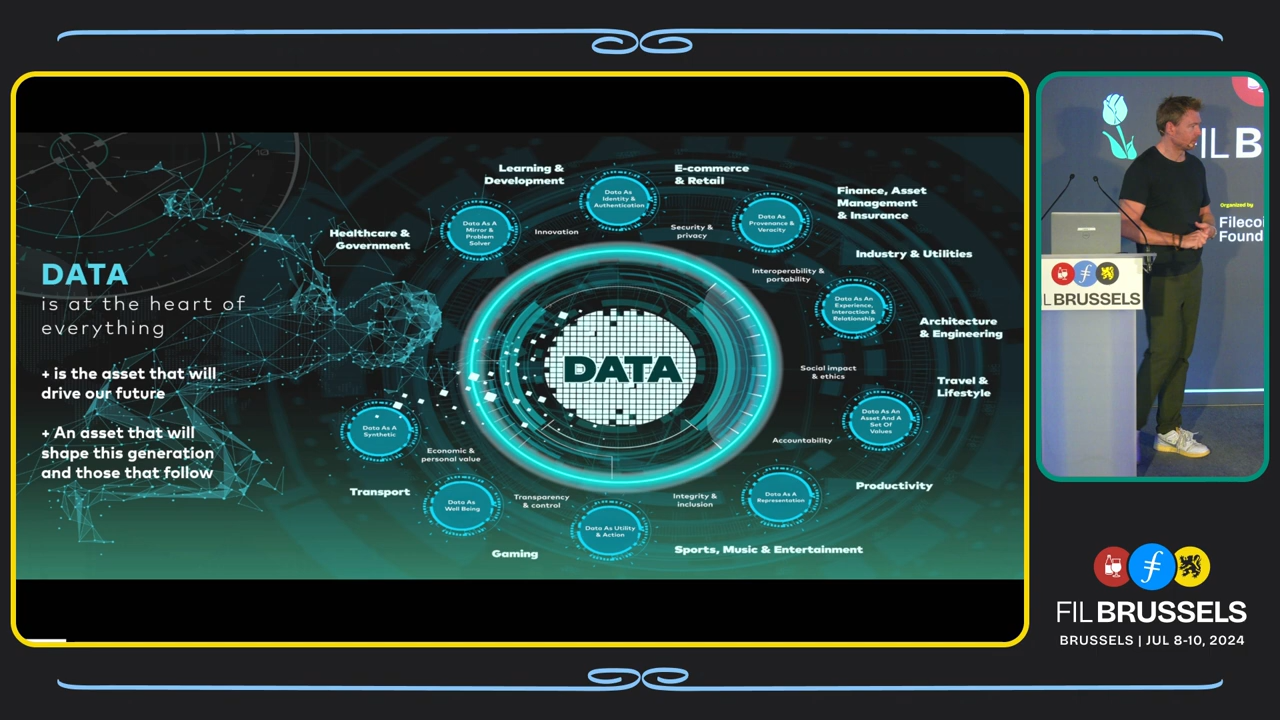 DATA
is at the heart of
everything
+ is the asset that will
drive our future
+ An asset that will
shape this generation
and those that follow
Learning &
Development
E-commerce
& Retail
Finance, Asset
Management
& Insurance
Healthcare &
Government
Industry & Utilities
Architecture
& Engineering
Travel &
Lifestyle
Productivity
Sports, Music & Entertainment
Gaming
Transport
Data As A
Mirror &
Problem
Solver
Data As
Identity &
Authentication
Data As
Provenance &
Veracity
Data As An
Experience,
Interaction &
Relationship
Data As An
Asset And A
Set Of
Values
Data As A
Representation
Data As Utility
& Action
Data As
Well Being
Data As A
Synthetic
Innovation
Security &
privacy
Interoperability &
portability
Social impact
& ethics
Accountability
Integrity &
inclusion
Transparency
& control
Economic &
personal value
DATA
IL B
Organized by
Filecoi
Found
L BRUSSELS
FIL BRUSSELS
BRUSSELS | JUL 8-10, 2024